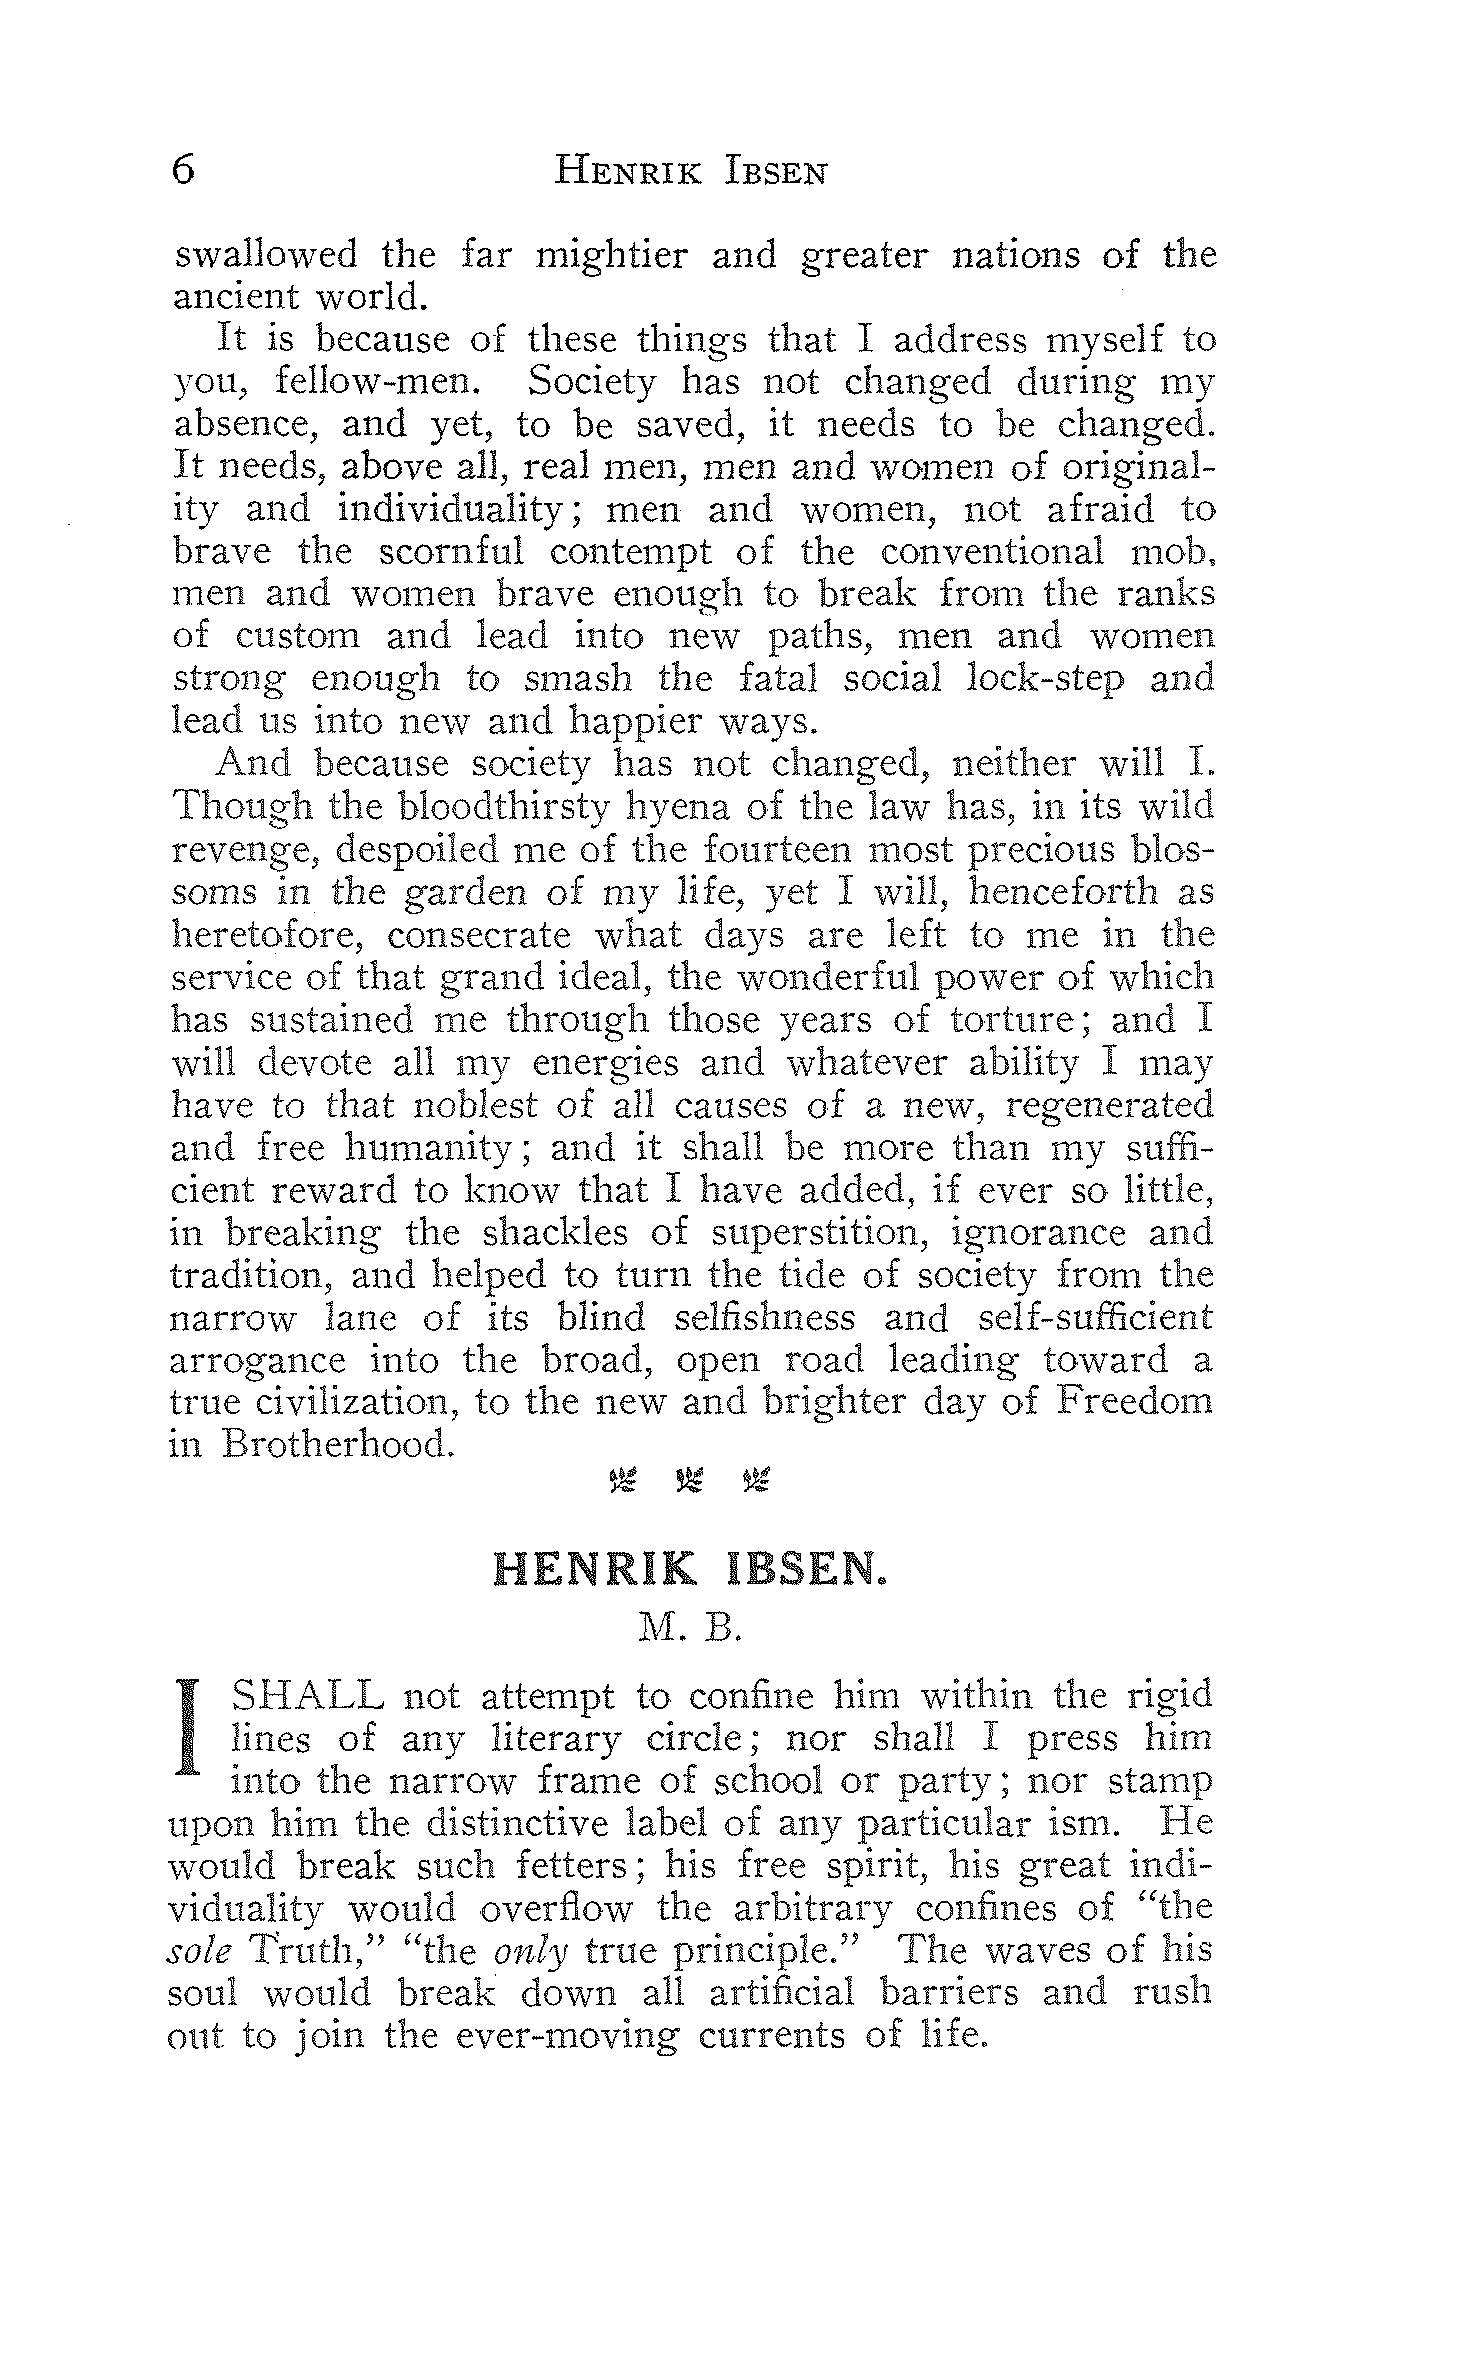 6 HENRIK IBSEN
swallowed the far mightier and greater nations of the
ancient world.
It is because of these things that I address myself to
you, fellow-men. Society has not changed during my
absence, and yet, to be saved, it needs to be changed.
It needs, above all, real men, men and women of original-
ity and individuality; men and women, not afraid to
brave the scornful contempt of the conventional mob,
men and women brave enough to break from the ranks
of custom and lead into new paths, men and women
strong enough to smash the fatal social lock-step and
lead us into new and happier ways.
And because society has not changed, neither will I.
Though the bloodthirsty hyena of the law has, in its wild
revenge, despoiled me of the fourteen most precious blos-
soms in the garden of my life, yet I will, henceforth as
heretofore, consecrate what days are left to me in the
service of that grand ideal, the wonderful power of which
has sustained me through those years of torture; and I
will devote all my energies and whatever ability I may
have to that noblest of all causes of a new, regenerated
and free humanity; and it shall be more than my suffi-
cient reward to know that I have added, if ever so little,
in breaking the shackles of superstition, ignorance and
tradition, and helped to turn the tide of society from the
narrow lane of its blind selfishness and self-sufficient
arrogance into the broad, open road leading toward a
true civilization, to the new and brighter day of Freedom
in Brotherhood.
HENRIK IBSEN.
M. B.
I SHALL not attempt to confine him within the rigid
lines of any literary circle; nor shall I press him
into the narrow frame of school or party; nor stamp
upon him the distinctive label of any particular ism. He
would break such fetters; his free spirit, his great indi-
viduality would overflow the arbitrary confines of "the
sole Truth," "the only true principle." The waves of his
soul would break down all artificial barriers and rush
out to join the ever-moving currents of life.